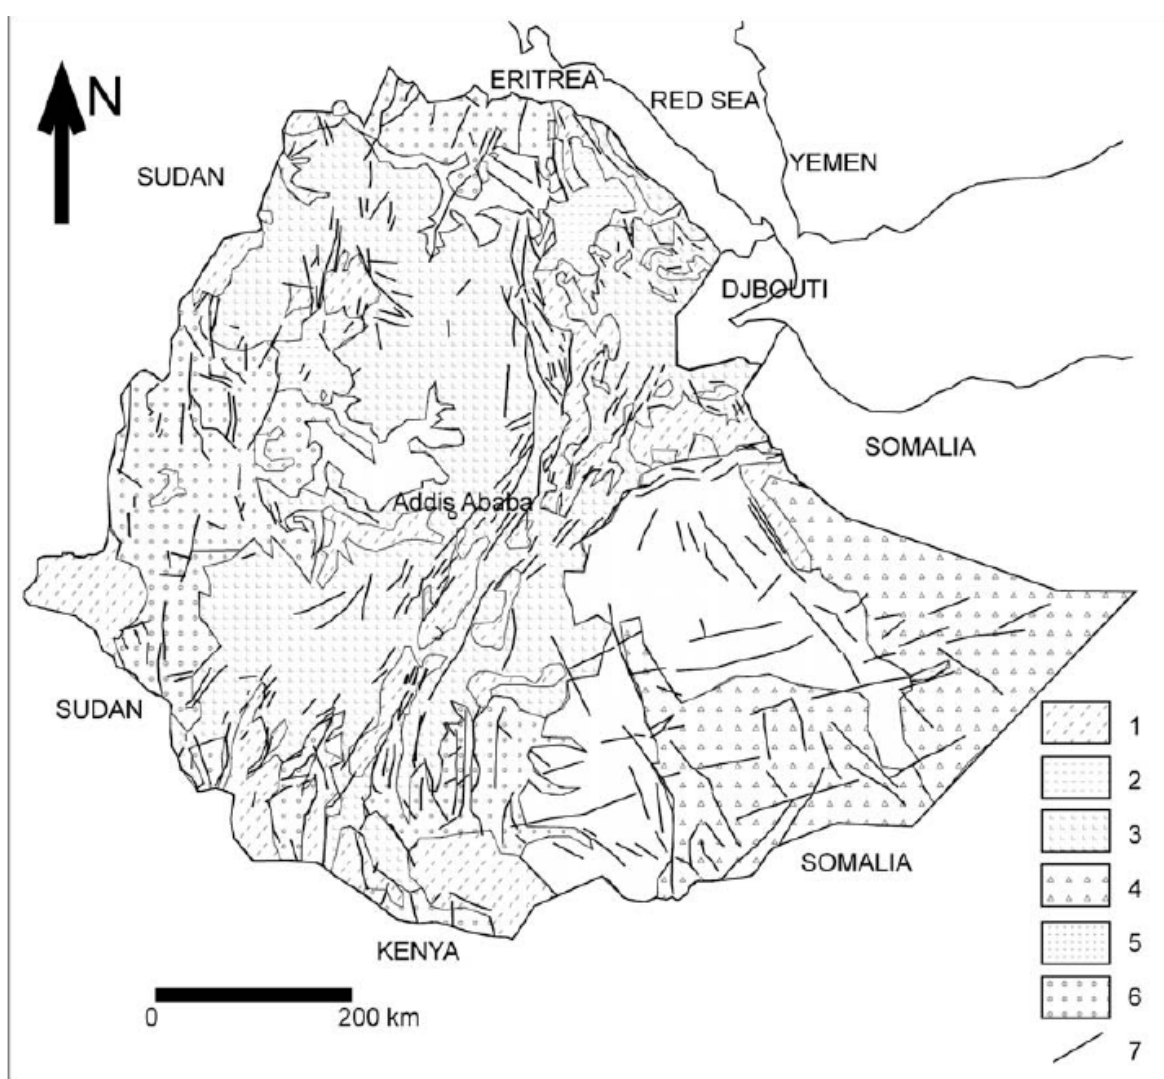 ERITREA
N
RED SEA
YEMEN
SUDAN
DJBOUTI
SOMALIA
Addis Ababa
SUDAN
1
2
3
SOMALIA
4
5
KENYA
6
0
200 km
7